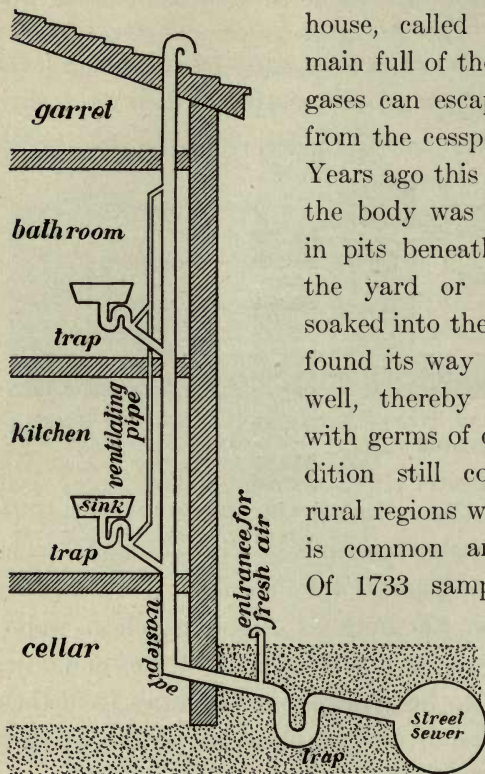 house, called
main full of the
gases can escap
from the cessp
Years ago this
the body was
in pits beneath
the yard or
soaked into the
found its way
well, thereby
with germs of
dition still co
rural regions w
is common an
Of 1733 samp
garret
bathroom
trap
kitchen
ventilating
pipe
sink
trap
cellar
wastepipe
entrance for
fresh air
trap
Street
Sewer